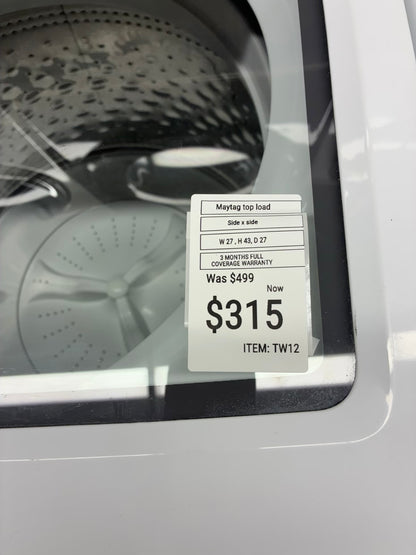 Maytag top load
Side x side
W 27 , H 43, D 27
3 MONTHS FULL
COVERAGE WARRANTY
Was $499
Now
$315
ITEM: TW12